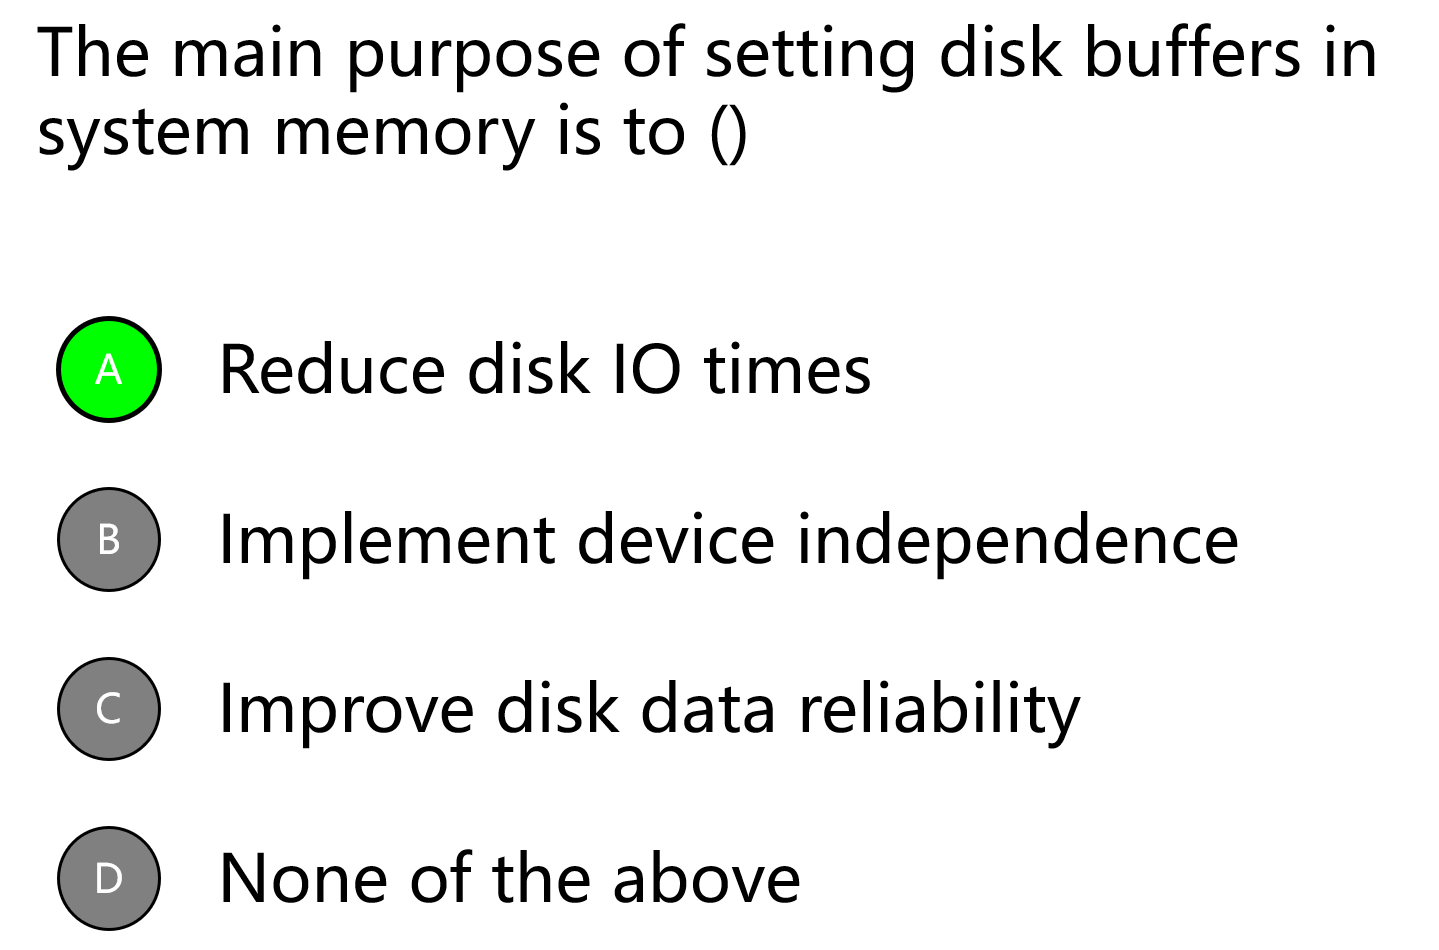 The main purpose of setting disk buffers in
system memory is to ()
A Reduce disk IO times
B Implement device independence
C Improve disk data reliability
D None of the above